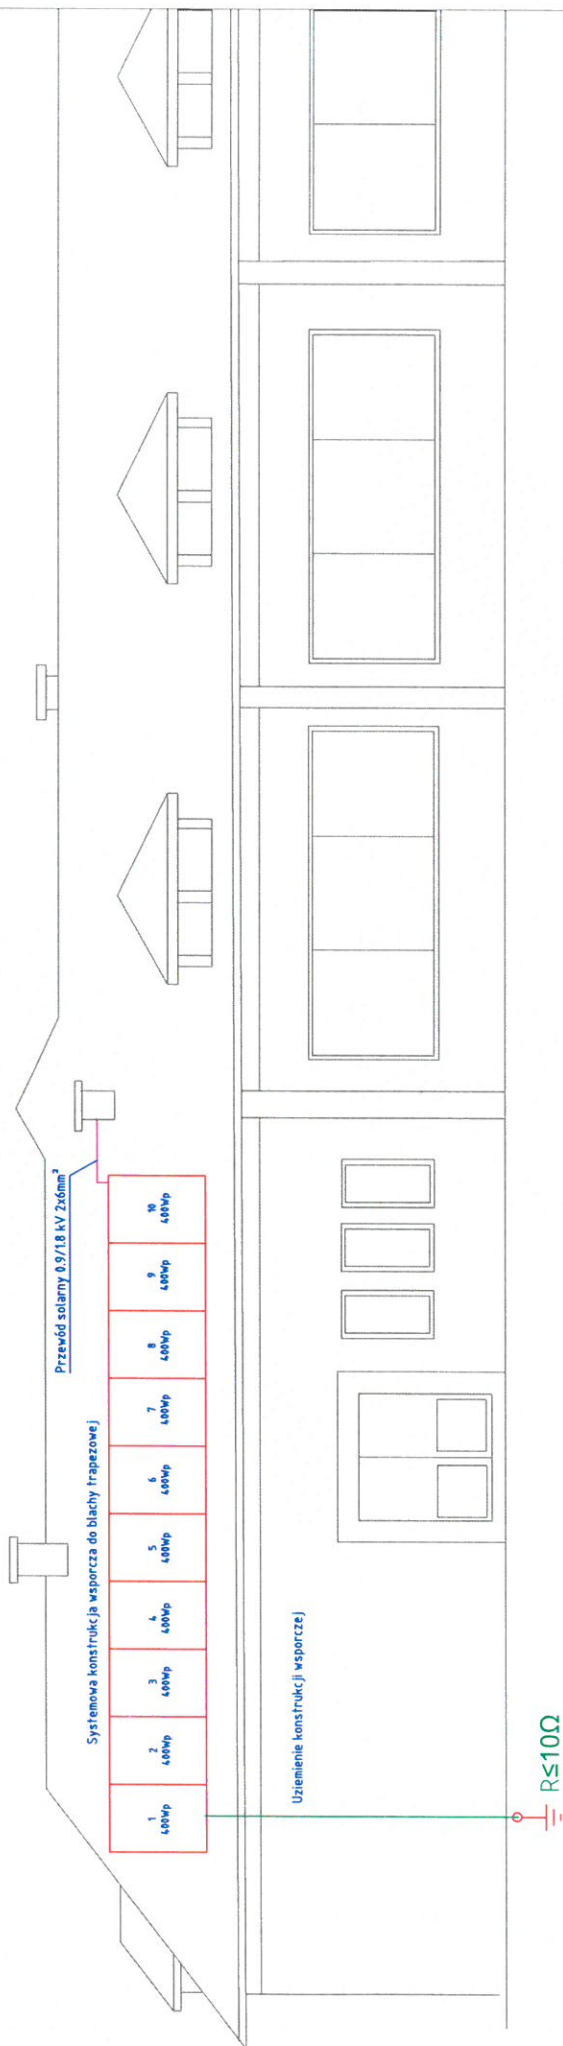 Przewód solarny 0.9/1.8 kV 2x6mm²
Systemowa konstrukcja wsporcza do blachy trapezowej
1
400Wp
2
400Wp
3
400Wp
4
400Wp
5
400Wp
6
400Wp
7
400Wp
8
400Wp
9
400Wp
10
400Wp
Uziemienie konstrukcji wsporczej
R≤10Ω